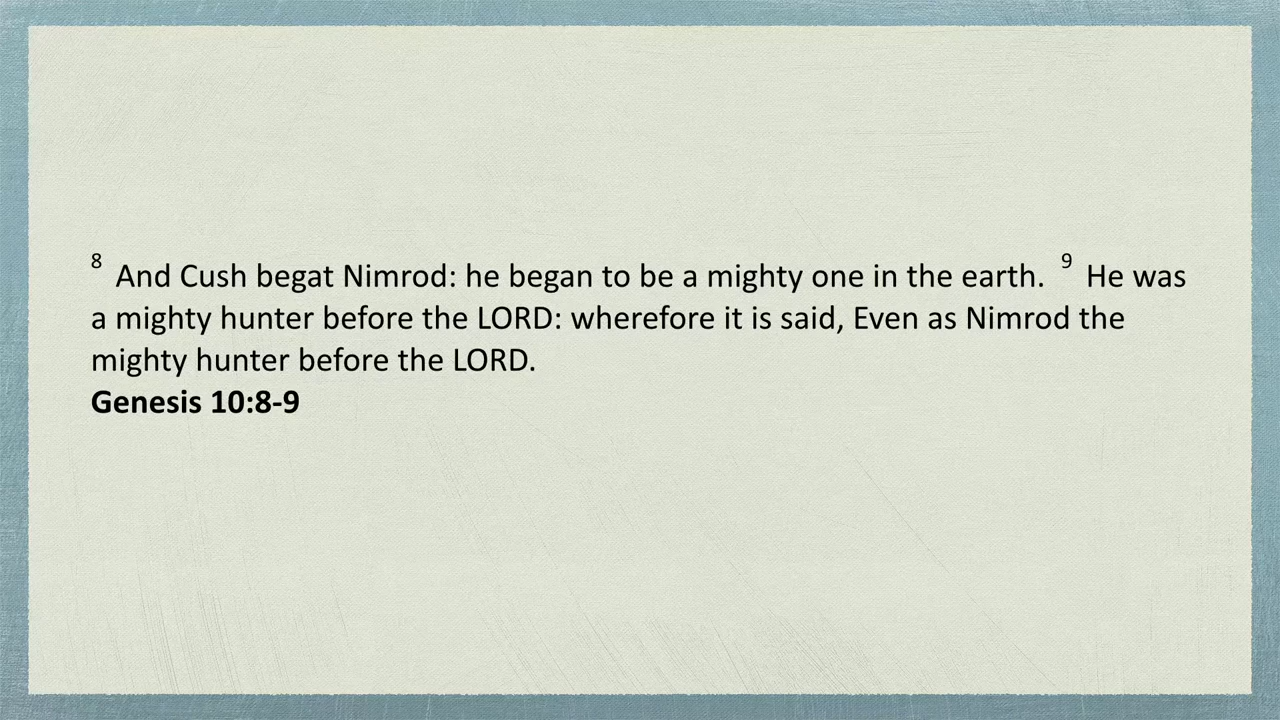 8 And Cush begat Nimrod: he began to be a mighty one in the earth. 9 He was
a mighty hunter before the LORD: wherefore it is said, Even as Nimrod the
mighty hunter before the LORD.
Genesis 10:8-9